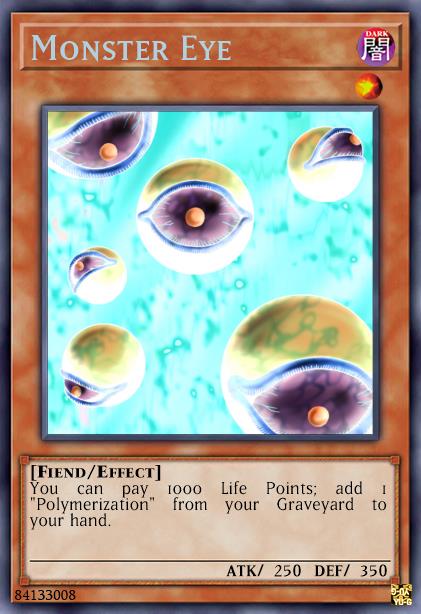 MONSTER EYE
DARK
闇
[FIEND/EFFECT]
You can pay 1000 Life Points; add 1
"Polymerization" from your Graveyard to
your hand.
ATK/ 250 DEF/ 350
84133008